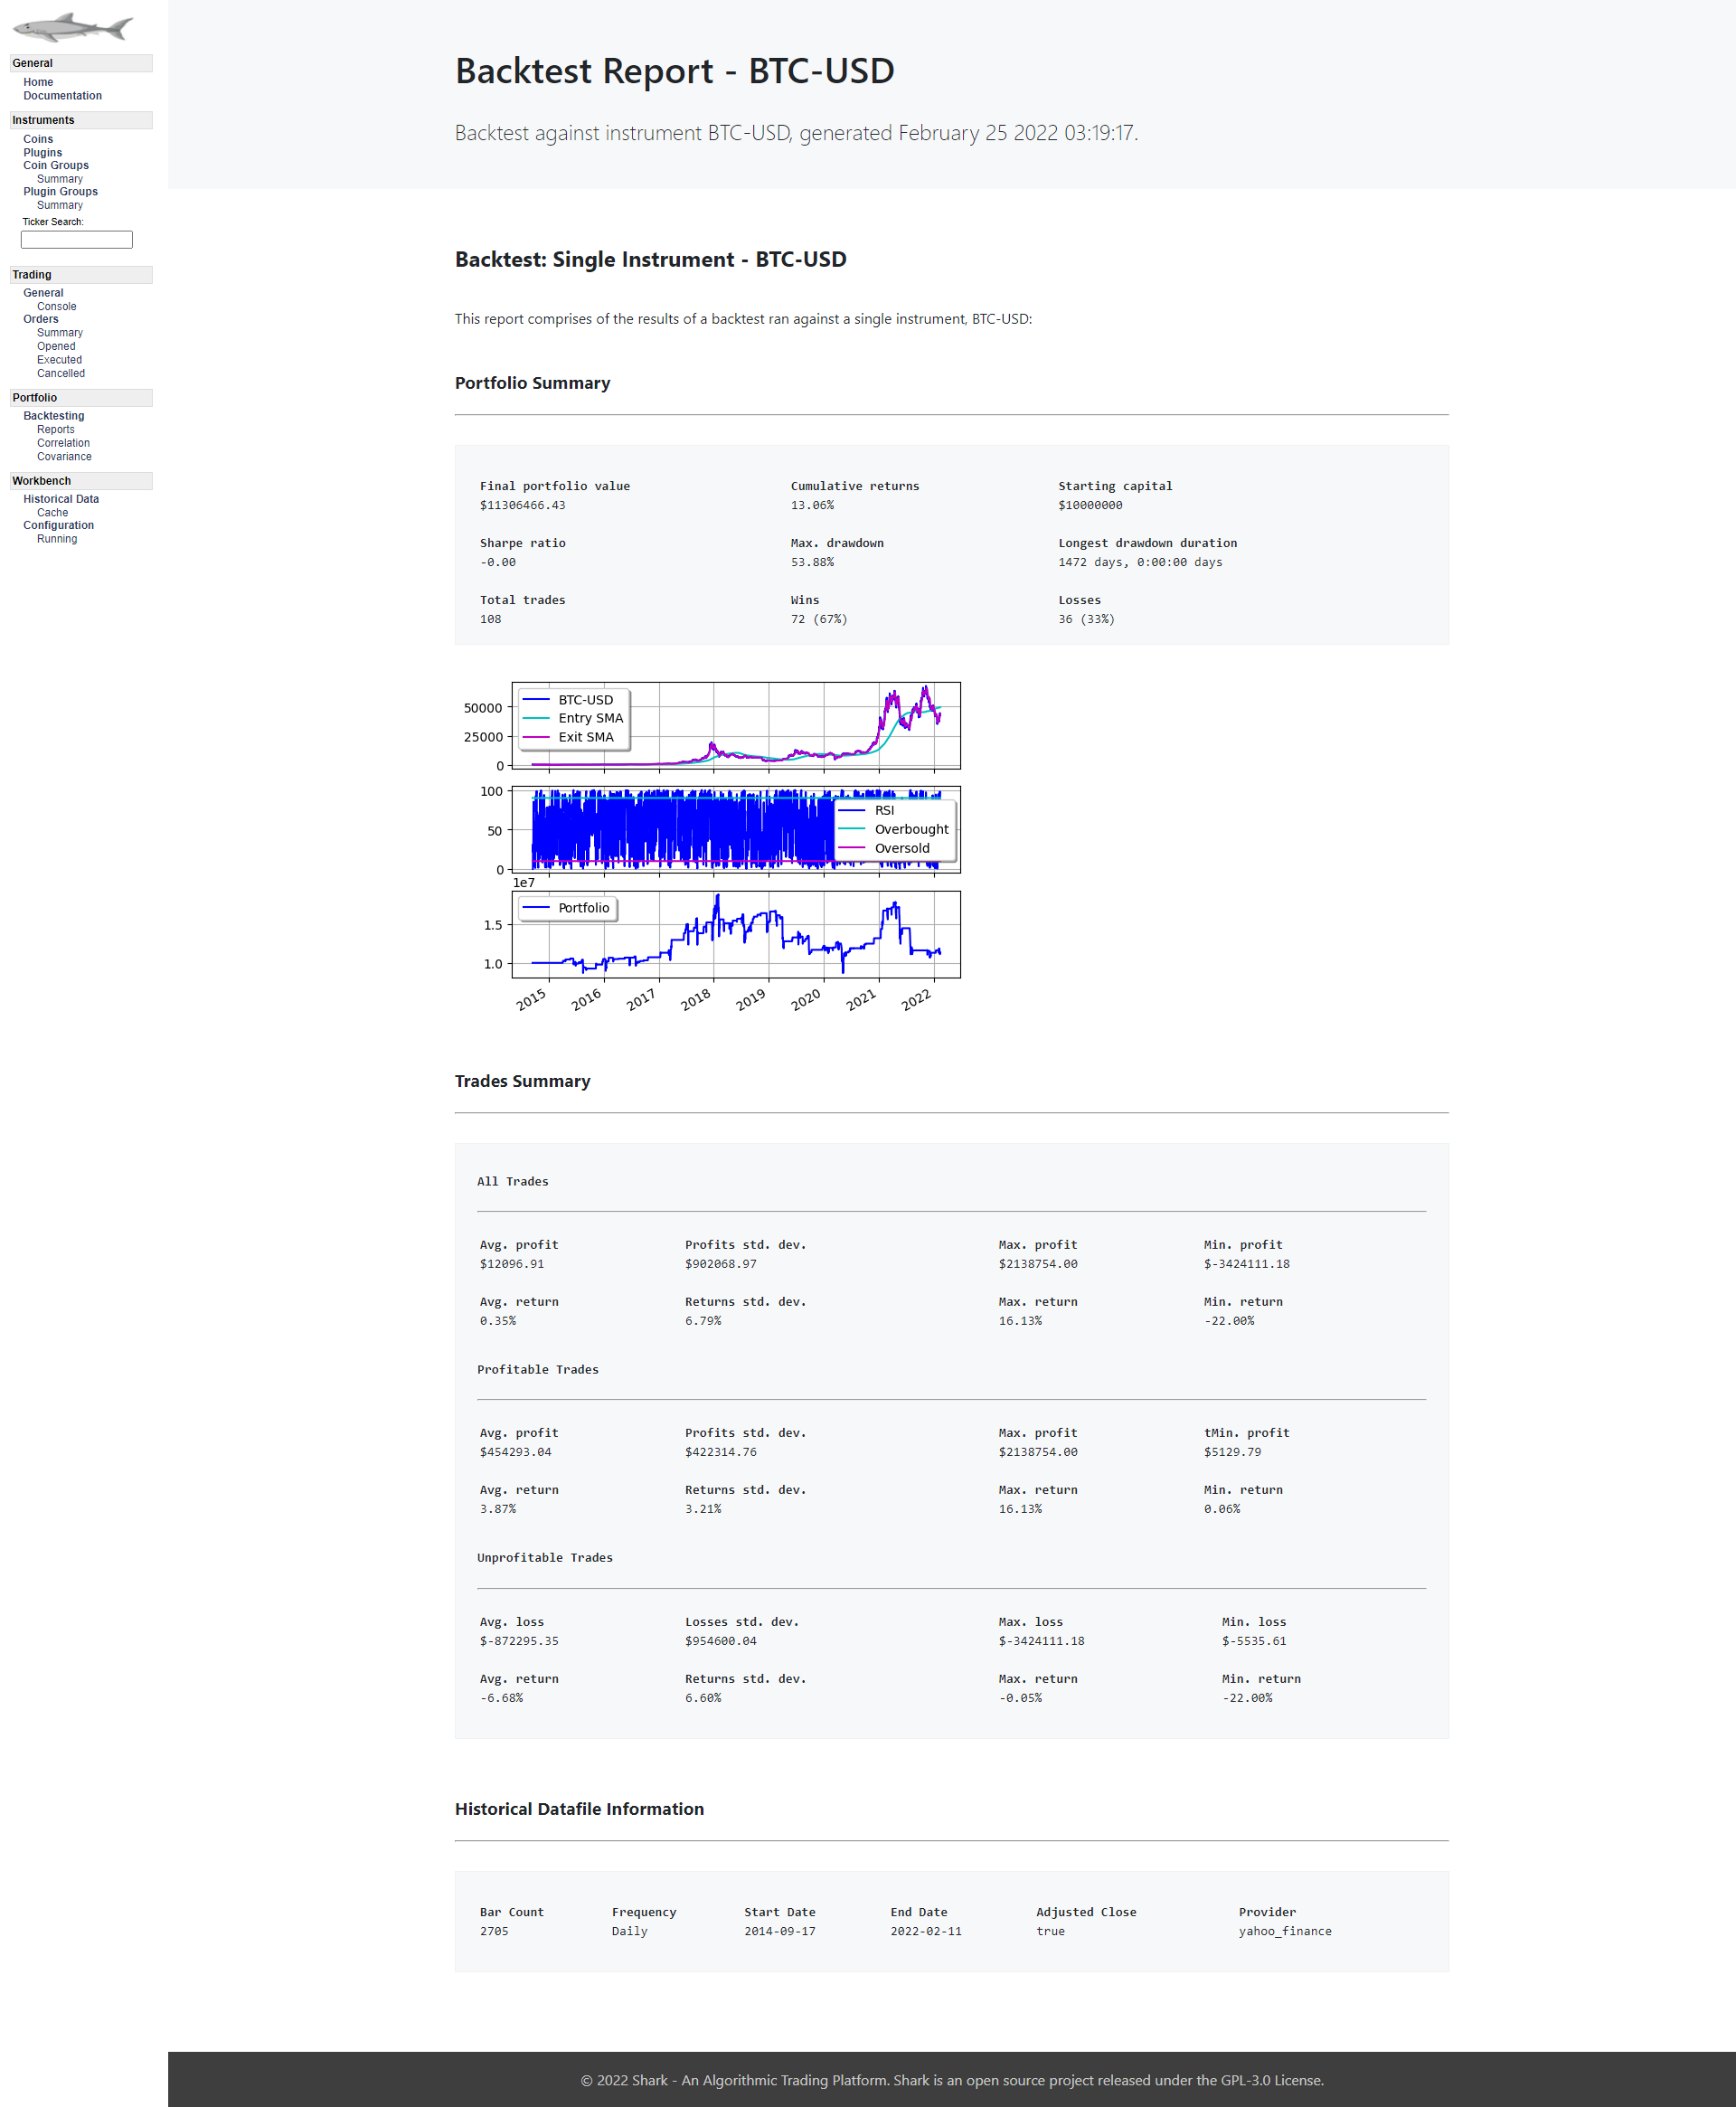 General
Home
Documentation
Instruments
Coins
Plugins
Coin Groups
Summary
Plugin Groups
Summary
Ticker Search:
Trading
General
Console
Orders
Summary
Opened
Executed
Cancelled
Portfolio
Backtesting
Reports
Correlation
Covariance
Workbench
Historical Data
Cache
Configuration
Running
Backtest Report - BTC-USD
Backtest against instrument BTC-USD, generated February 25 2022 03:19:17.
Backtest: Single Instrument - BTC-USD
This report comprises of the results of a backtest ran against a single instrument, BTC-USD:
Portfolio Summary
Final portfolio value Cumulative returns Starting capital
$11306466.43 13.06% $10000000
Sharpe ratio Max. drawdown Longest drawdown duration
-0.00 53.88% 1472 days, 0:00:00 days
Total trades Wins Losses
108 72 (67%) 36 (33%)
BTC-USD
Entry SMA
Exit SMA
50000
25000
0
RSI
Overbought
Oversold
100
50
0
1e7
Portfolio
1.5
1.0
2015 2016 2017 2018 2019 2020 2021 2022
Trades Summary
All Trades
Avg. profit Profits std. dev. Max. profit Min. profit
$12096.91 $902068.97 $2138754.00 $-3424111.18
Avg. return Returns std. dev. Max. return Min. return
0.35% 6.79% 16.13% -22.00%
Profitable Trades
Avg. profit Profits std. dev. Max. profit tMin. profit
$454293.04 $422314.76 $2138754.00 $5129.79
Avg. return Returns std. dev. Max. return Min. return
3.87% 3.21% 16.13% 0.06%
Unprofitable Trades
Avg. loss Losses std. dev. Max. loss Min. loss
$-872295.35 $954600.04 $-3424111.18 $-5535.61
Avg. return Returns std. dev. Max. return Min. return
-6.68% 6.60% -0.05% -22.00%
Historical Datafile Information
Bar Count Frequency Start Date End Date Adjusted Close Provider
2705 Daily 2014-09-17 2022-02-11 true yahoo_finance
© 2022 Shark - An Algorithmic Trading Platform. Shark is an open source project released under the GPL-3.0 License.